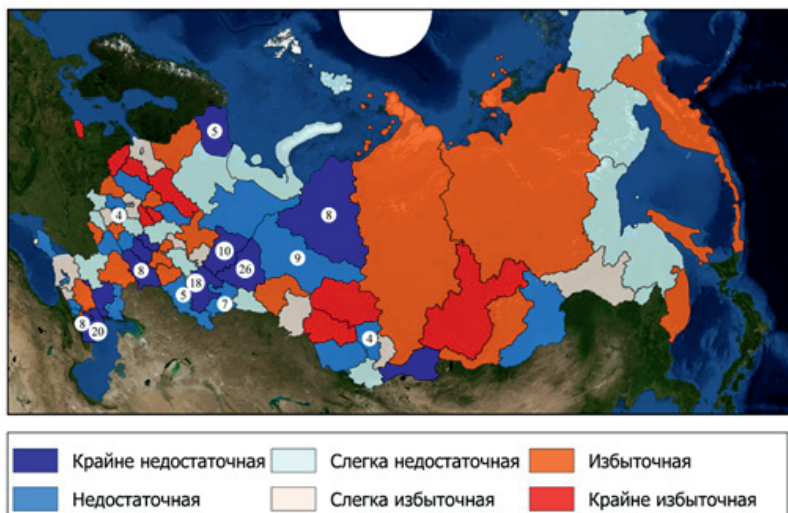 5
8
4
10
9
26
8
18
5
7
8
20
4
Крайне недостаточная
Слегка недостаточная
Избыточная
Недостаточная
Слегка избыточная
Крайне избыточная